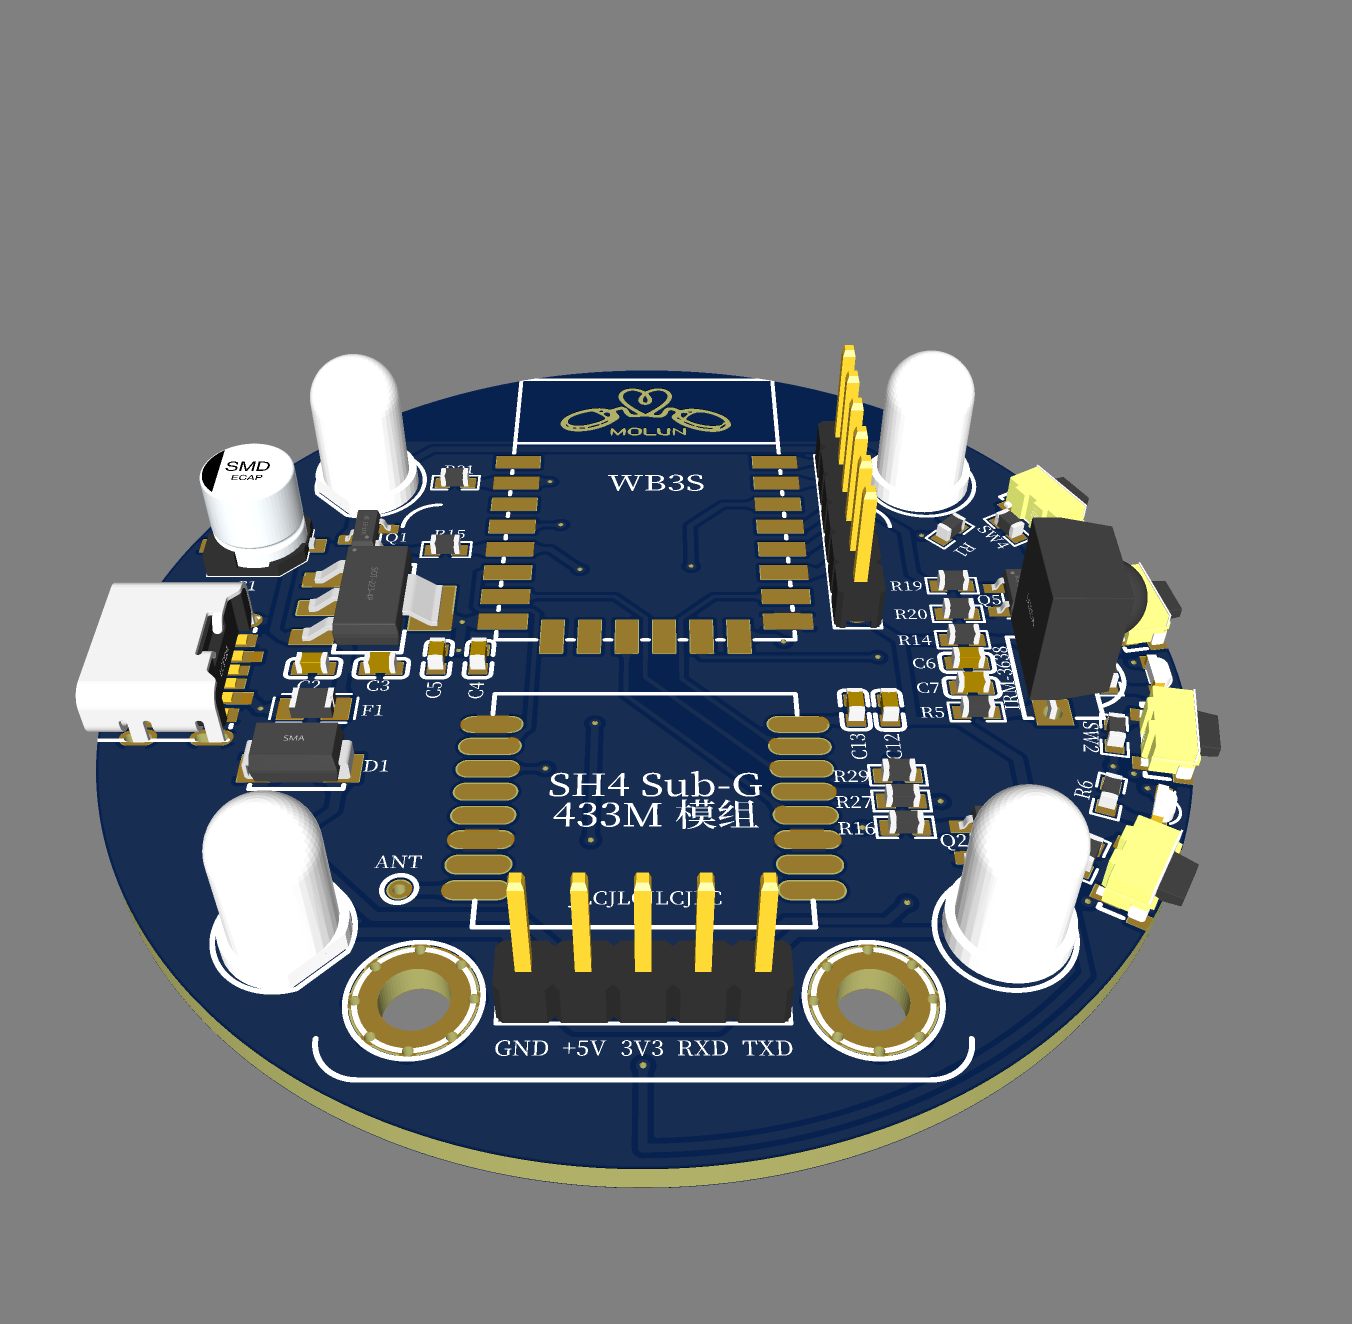 MOLUN
WB3S
SMD
ECAP
Q1
R15
SW4
R1
R19
Q5
R20
R14
C6
C7
R5
IRM-3638
C3
C5
C4
F1
SMA
D1
C13
C12
SW2
R6
SH4 Sub-G
433M 模组
R29
R27
R16
Q2
ANT
GND +5V 3V3 RXD TXD